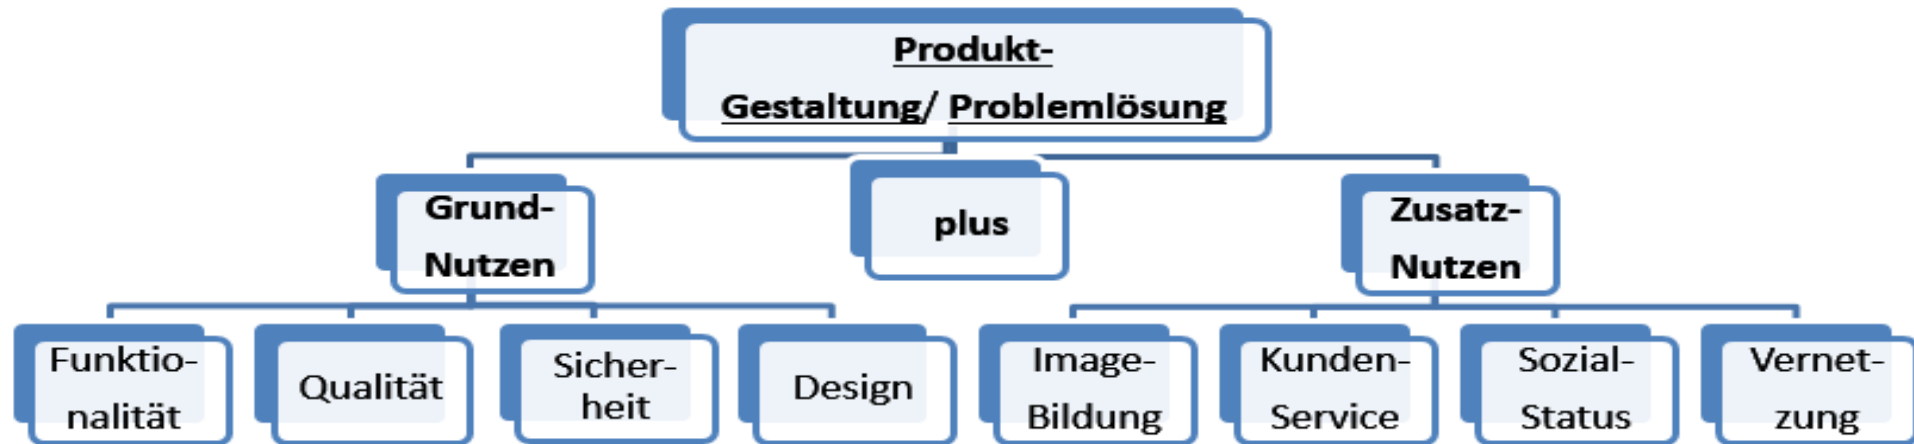 Produkt-
Gestaltung/ Problemlösung
Grund-
Nutzen
plus
Zusatz-
Nutzen
Funktio-
nalität
Qualität
Sicher-
heit
Design
Image-
Bildung
Kunden-
Service
Sozial-
Status
Vernet-
zung